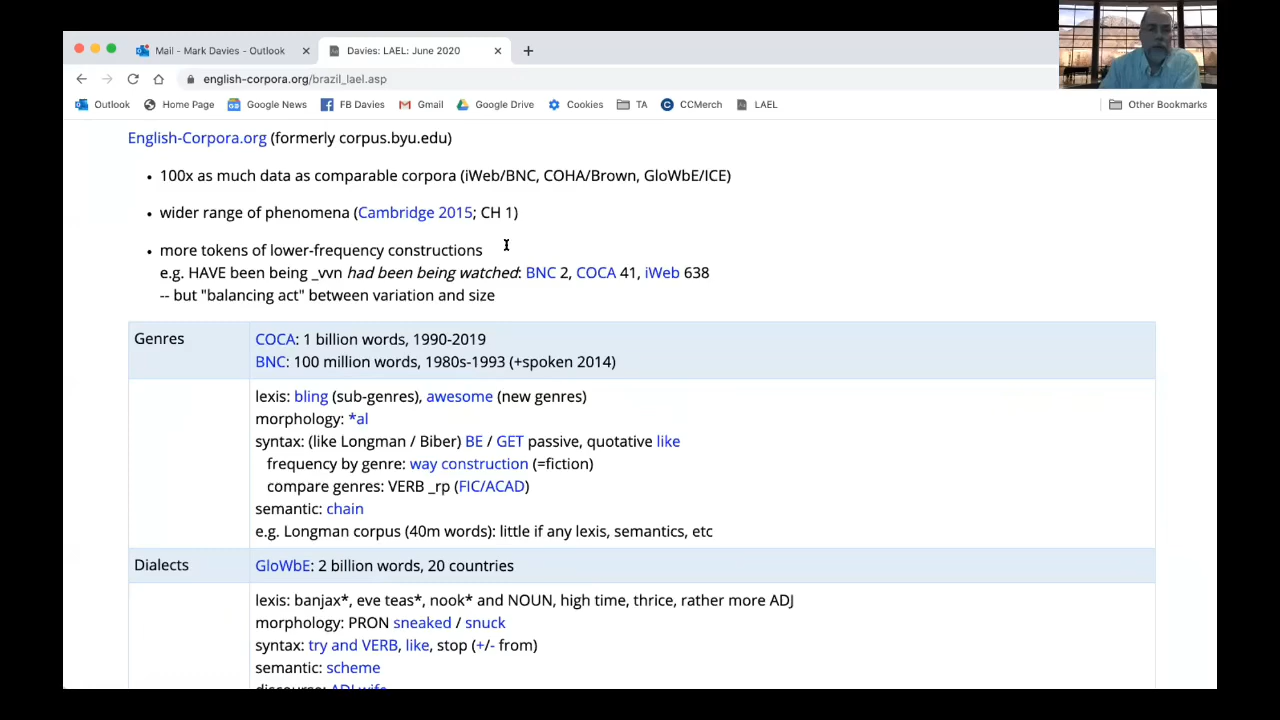 Mail - Mark Davies - Outlook
Davies: LAEL: June 2020
english-corpora.org/brazil_lael.asp
Outlook Home Page Google News FB Davies Gmail Google Drive Cookies TA CCMerch LAEL Other Bookmarks
English-Corpora.org (formerly corpus.byu.edu)
• 100x as much data as comparable corpora (iWeb/BNC, COHA/Brown, GloWbE/ICE)
• wider range of phenomena (Cambridge 2015; CH 1)
• more tokens of lower-frequency constructions
e.g. HAVE been being _vvn had been being watched: BNC 2, COCA 41, iWeb 638
-- but "balancing act" between variation and size
Genres
COCA: 1 billion words, 1990-2019
BNC: 100 million words, 1980s-1993 (+spoken 2014)
lexis: bling (sub-genres), awesome (new genres)
morphology: *al
syntax: (like Longman / Biber) BE / GET passive, quotative like
frequency by genre: way construction (=fiction)
compare genres: VERB _rp (FIC/ACAD)
semantic: chain
e.g. Longman corpus (40m words): little if any lexis, semantics, etc
Dialects
GloWbE: 2 billion words, 20 countries
lexis: banjax*, eve teas*, nook* and NOUN, high time, thrice, rather more ADJ
morphology: PRON sneaked / snuck
syntax: try and VERB, like, stop (+/- from)
semantic: scheme
discourse: ADJ wife